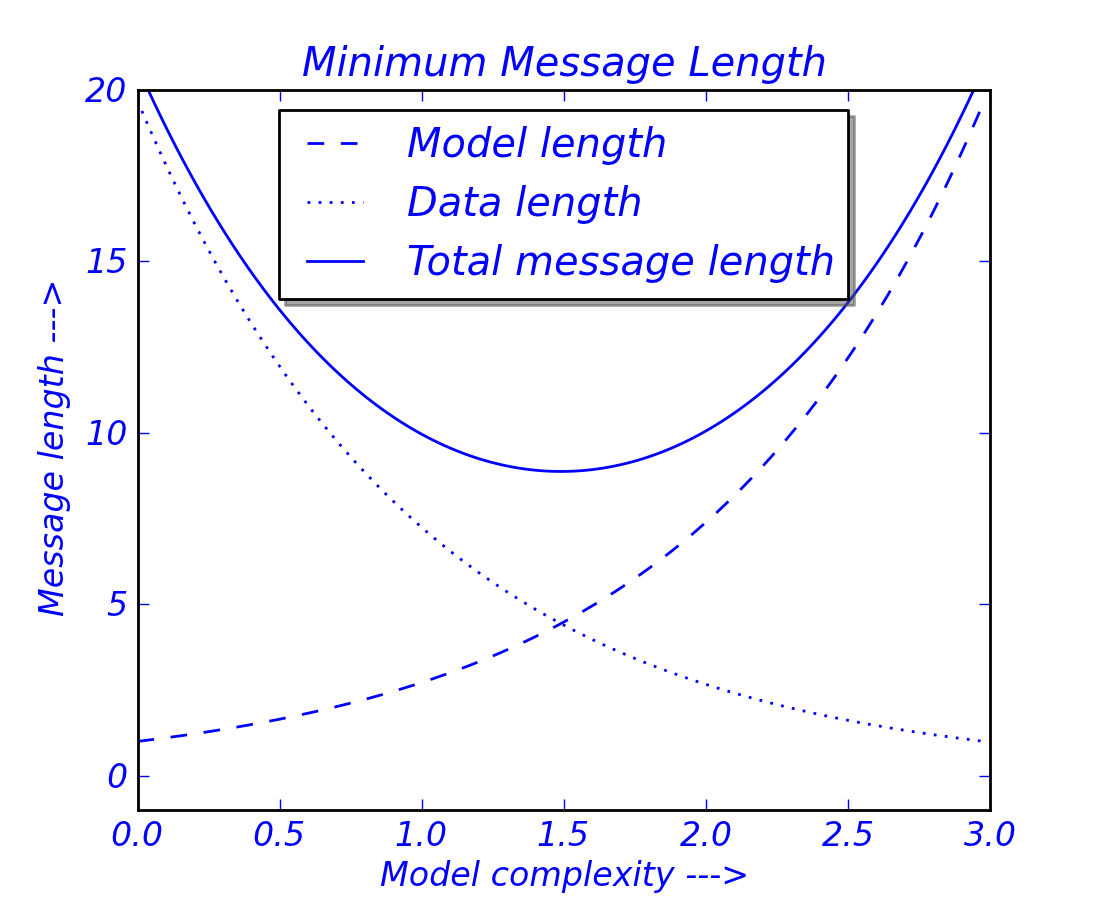 Minimum Message Length
20
15
10
5
0
Message length --->
Model length
Data length
Total message length
0.0 0.5 1.0 1.5 2.0 2.5 3.0
Model complexity --->